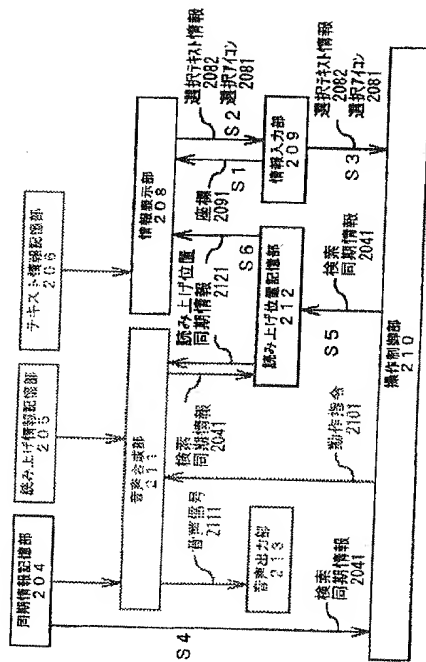 同期情報記憶部
204
読み上げ情報記憶部
205
テキスト情報記憶部
206
音声合成部
211
情報表示部
208
音声信号
2111
音声出力部
213
検索
同期情報
2041
読み上げ位置
同期情報
2121
S6
読み上げ位置記憶部
212
座標
2091
S1
S2
選択テキスト情報
2082
選択アイコン
2081
情報入力部
209
S3
選択テキスト情報
2082
選択アイコン
2081
S4
検索
同期情報
2041
動作指令
2101
S5
検索
同期情報
2041
操作制御部
210